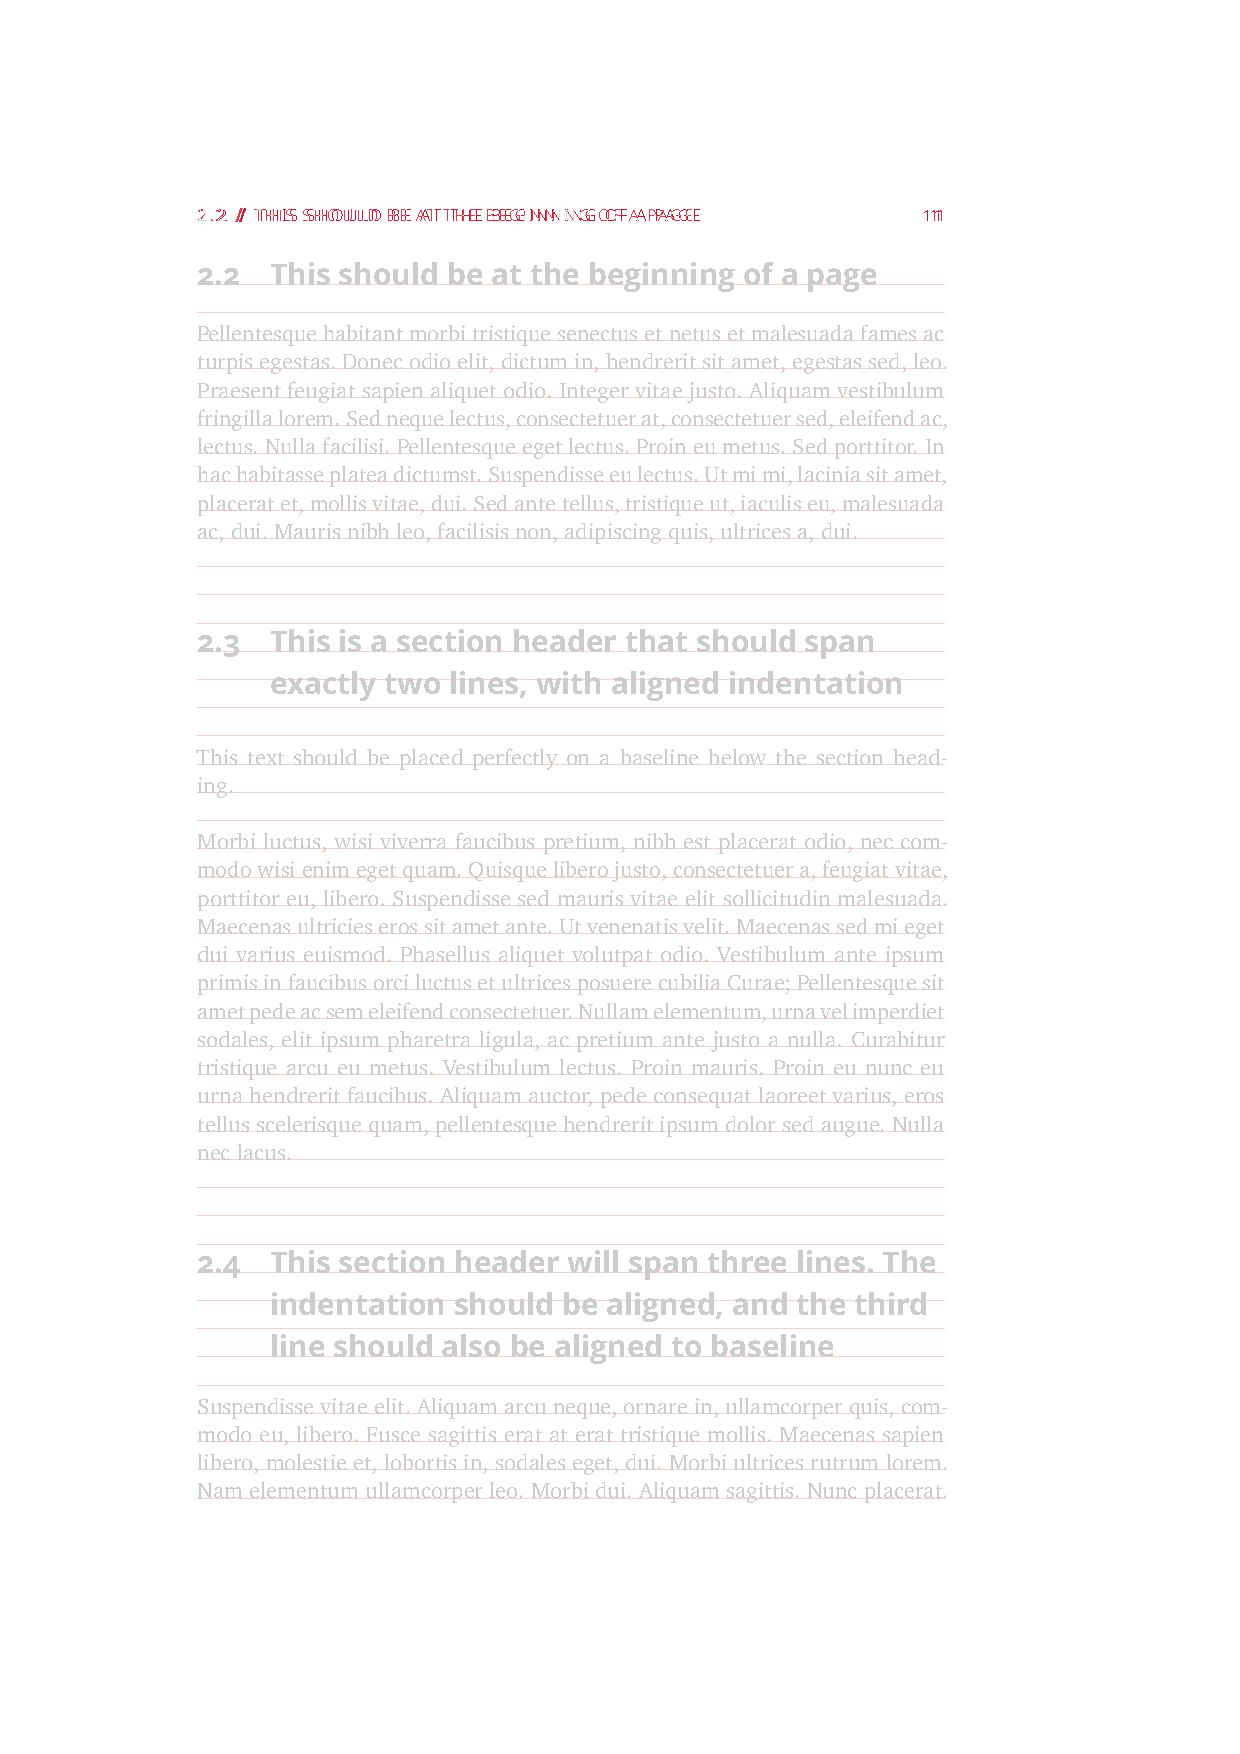 2.2 // THIS SHOULD BE AT THE BEGINNING OF A PAGE 11
2.2 This should be at the beginning of a page
Pellentesque habitant morbi tristique senectus et netus et malesuada fames ac
turpis egestas. Donec odio elit, dictum in, hendrerit sit amet, egestas sed, leo.
Praesent feugiat sapien aliquet odio. Integer vitae justo. Aliquam vestibulum
fringilla lorem. Sed neque lectus, consectetuer at, consectetuer sed, eleifend ac,
lectus. Nulla facilisi. Pellentesque eget lectus. Proin eu metus. Sed porttitor. In
hac habitasse platea dictumst. Suspendisse eu lectus. Ut mi mi, lacinia sit amet,
placerat et, mollis vitae, dui. Sed ante tellus, tristique ut, iaculis eu, malesuada
ac, dui. Mauris nibh leo, facilisis non, adipiscing quis, ultrices a, dui.
2.3 This is a section header that should span
exactly two lines, with aligned indentation
This text should be placed perfectly on a baseline below the section head-
ing.
Morbi luctus, wisi viverra faucibus pretium, nibh est placerat odio, nec com-
modo wisi enim eget quam. Quisque libero justo, consectetuer a, feugiat vitae,
porttitor eu, libero. Suspendisse sed mauris vitae elit sollicitudin malesuada.
Maecenas ultricies eros sit amet ante. Ut venenatis velit. Maecenas sed mi eget
dui varius euismod. Phasellus aliquet volutpat odio. Vestibulum ante ipsum
primis in faucibus orci luctus et ultrices posuere cubilia Curae; Pellentesque sit
amet pede ac sem eleifend consectetuer. Nullam elementum, urna vel imperdiet
sodales, elit ipsum pharetra ligula, ac pretium ante justo a nulla. Curabitur
tristique arcu eu metus. Vestibulum lectus. Proin mauris. Proin eu nunc eu
urna hendrerit faucibus. Aliquam auctor, pede consequat laoreet varius, eros
tellus scelerisque quam, pellentesque hendrerit ipsum dolor sed augue. Nulla
nec lacus.
2.4 This section header will span three lines. The
indentation should be aligned, and the third
line should also be aligned to baseline
Suspendisse vitae elit. Aliquam arcu neque, ornare in, ullamcorper quis, com-
modo eu, libero. Fusce sagittis erat at erat tristique mollis. Maecenas sapien
libero, molestie et, lobortis in, sodales eget, dui. Morbi ultrices rutrum lorem.
Nam elementum ullamcorper leo. Morbi dui. Aliquam sagittis. Nunc placerat.